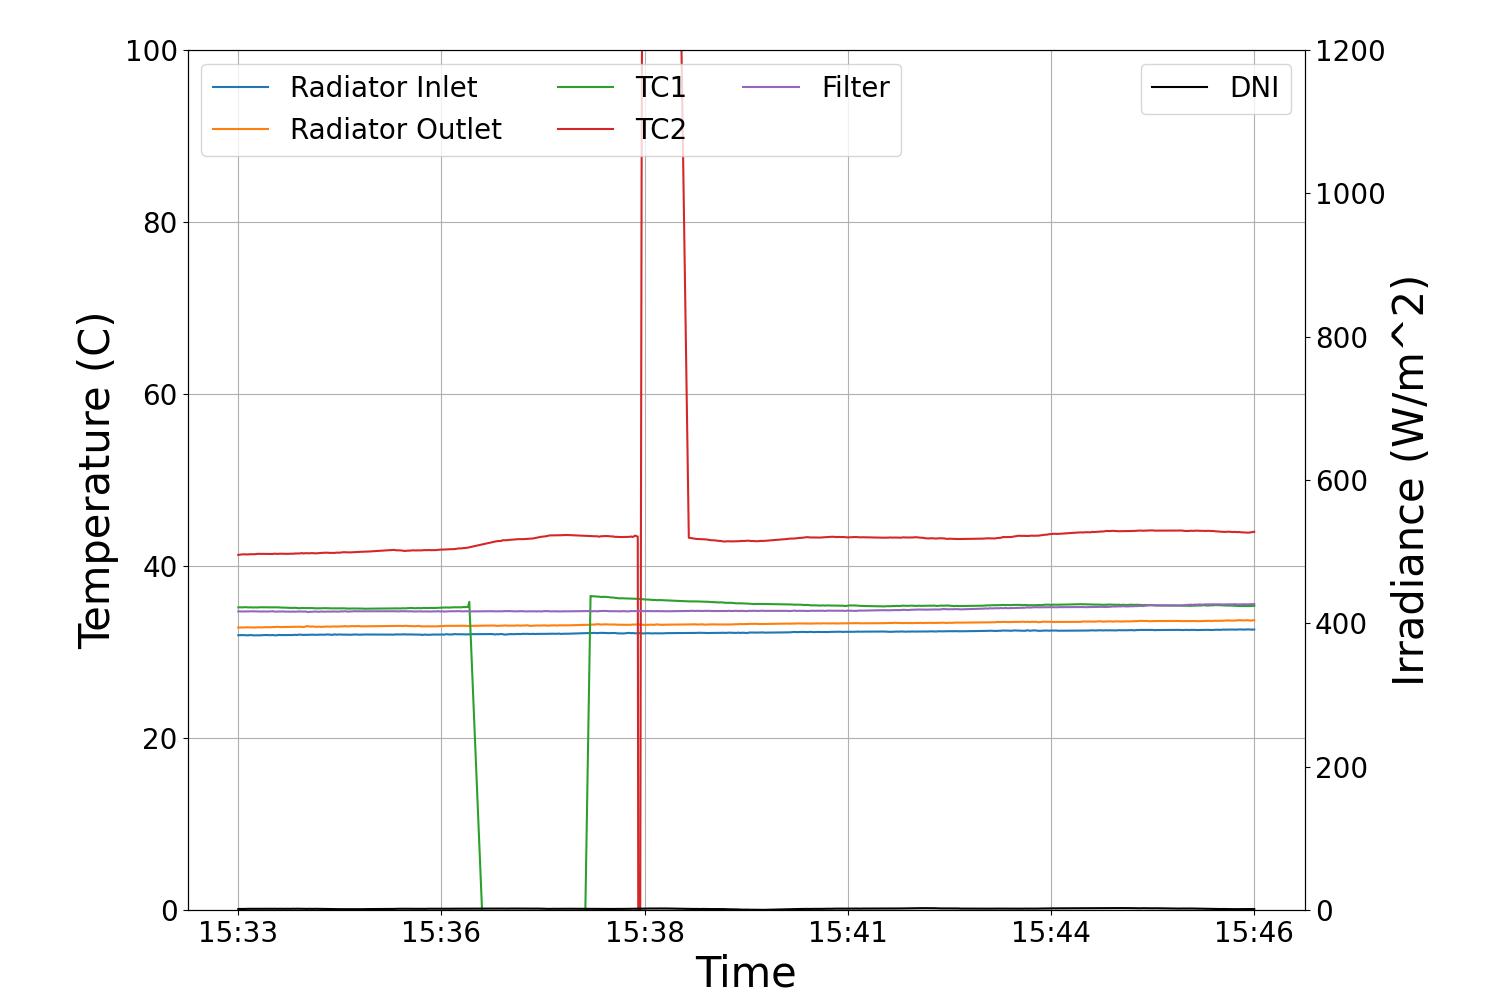 Radiator Inlet
Radiator Outlet
TC1
TC2
Filter
DNI
100
80
60
40
20
0
Temperature (C)
1200
1000
800
600
400
200
0
Irradiance (W/m^2)
15:33 15:36 15:38 15:41 15:44 15:46
Time